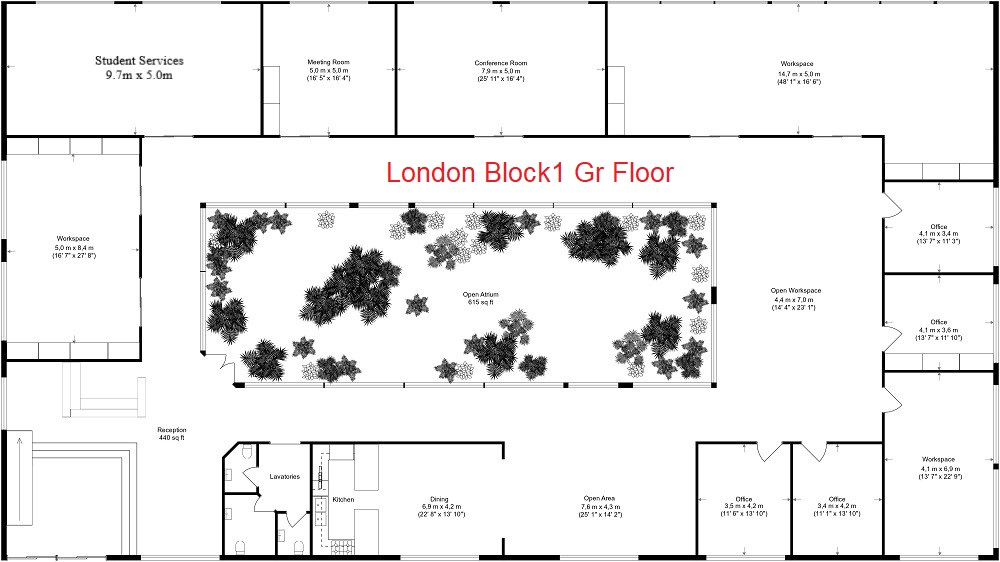 Student Services
9.7m x 5.0m
Meeting Room
5,0 m x 5,0 m
(16' 5" x 16' 4")
Conference Room
7,9 m x 5,0 m
(25' 11" x 16' 4")
Workspace
14,7 m x 5,0 m
(48' 1" x 16' 6")
London Block1 Gr Floor
Workspace
5,0 m x 8,4 m
(16' 7" x 27' 8")
Office
4,1 m x 3,4 m
(13' 7" x 11' 3")
Open Atrium
615 sq ft
Open Workspace
4,4 m x 7,0 m
(14' 4" x 23' 1")
Office
4,1 m x 3,6 m
(13' 7" x 11' 10")
Reception
440 sq ft
Lavatories
Kitchen
Dining
6,9 m x 4,2 m
(22' 8" x 13' 10")
Open Area
7,6 m x 4,3 m
(25' 1" x 14' 2")
Office
3,5 m x 4,2 m
(11' 6" x 13' 10")
Office
3,4 m x 4,2 m
(11' 1" x 13' 10")
Workspace
4,1 m x 6,9 m
(13' 7" x 22' 9")